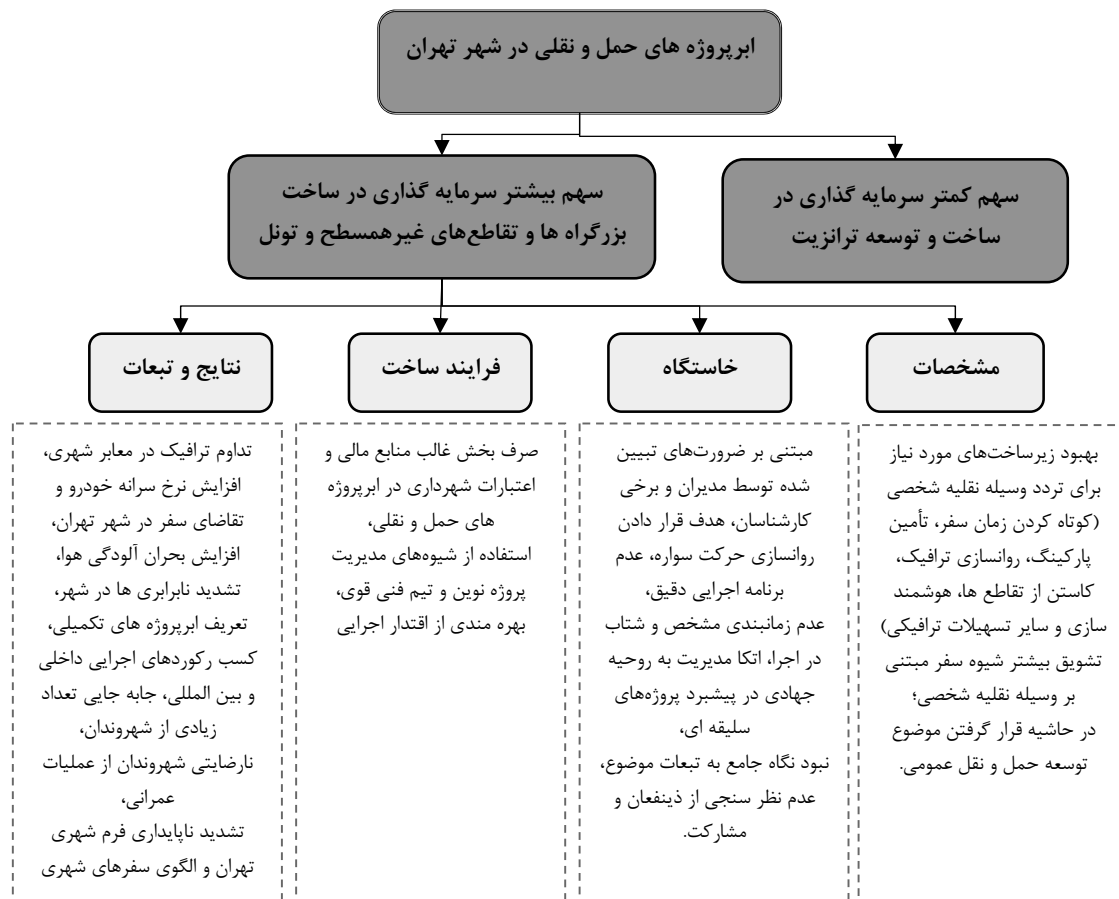 ابرپروژه های حمل و نقلی در شهر تهران
سهم کمتر سرمایه گذاری در
ساخت و توسعه ترانزیت
سهم بیشتر سرمایه گذاری در ساخت
بزرگراه ها و تقاطع‌های غیرهمسطح و تونل
مشخصات
بهبود زیرساخت‌های مورد نیاز
برای تردد وسیله نقلیه شخصی
(کوتاه کردن زمان سفر، تأمین
پارکینگ، روانسازی ترافیک،
کاستن از تقاطع ها، هوشمند
سازی و سایر تسهیلات ترافیکی)
تشویق بیشتر شیوه سفر مبتنی
بر وسیله نقلیه شخصی؛
در حاشیه قرار گرفتن موضوع
توسعه حمل و نقل عمومی.
خاستگاه
مبتنی بر ضرورت‌های تبیین
شده توسط مدیران و برخی
کارشناسان، هدف قرار دادن
روانسازی حرکت سواره، عدم
برنامه اجرایی دقیق،
عدم زمانبندی مشخص و شتاب
در اجرا، اتکا مدیریت به روحیه
جهادی در پیشبرد پروژه‌های
سلیقه ای،
نبود نگاه جامع به تبعات موضوع،
عدم نظر سنجی از ذینفعان و
مشارکت.
فرایند ساخت
صرف بخش غالب منابع مالی و
اعتبارات شهرداری در ابرپروژه
های حمل و نقلی،
استفاده از شیوه‌های مدیریت
پروژه نوین و تیم فنی قوی،
بهره مندی از اقتدار اجرایی
نتایج و تبعات
تداوم ترافیک در معابر شهری،
افزایش نرخ سرانه خودرو و
تقاضای سفر در شهر تهران،
افزایش بحران آلودگی هوا،
تشدید نابرابری ها در شهر،
تعریف ابرپروژه های تکمیلی،
کسب رکوردهای اجرایی داخلی
و بین المللی، جابه جایی تعداد
زیادی از شهروندان،
نارضایتی شهروندان از عملیات
عمرانی،
تشدید ناپایداری فرم شهری
تهران و الگوی سفرهای شهری